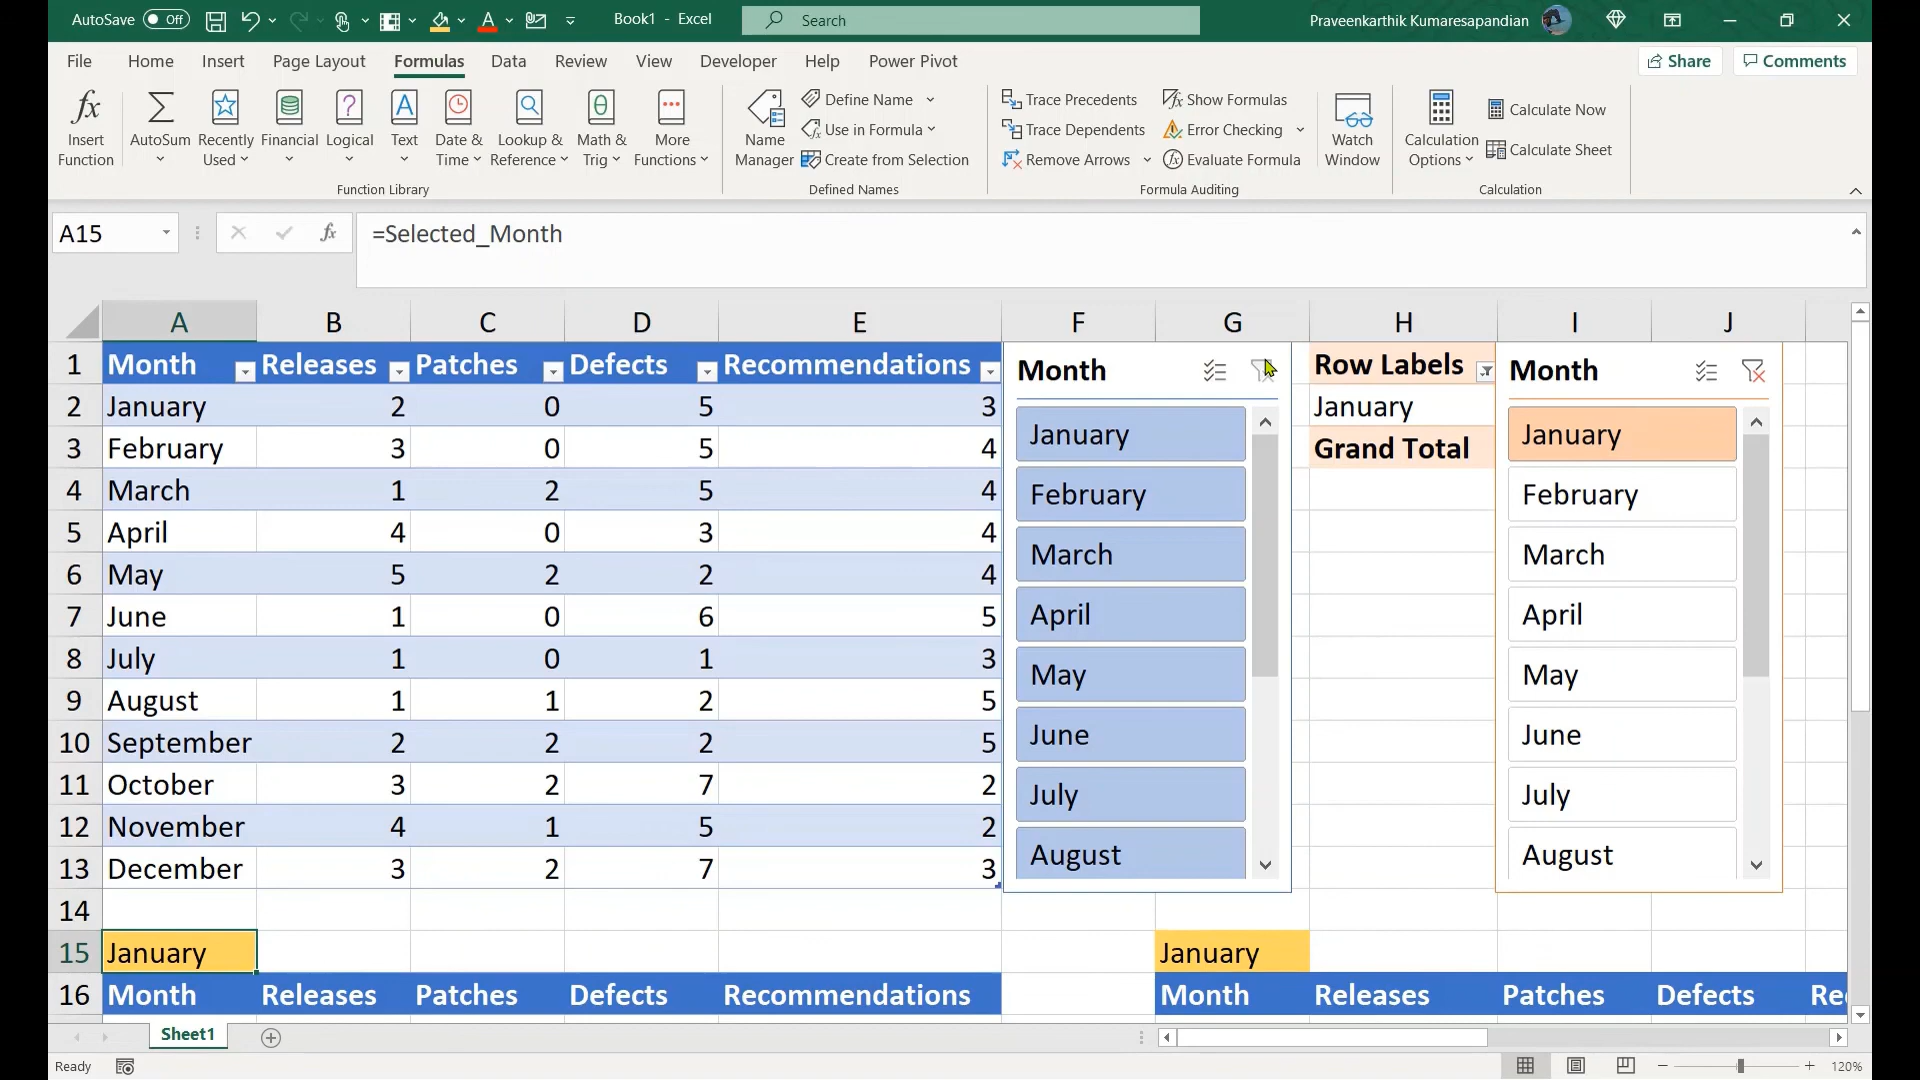 AutoSave Off Book1 - Excel Search Praveenkarthik Kumaresapandian
File Home Insert Page Layout Formulas Data Review View Developer Help Power Pivot Share Comments
Insert Function
AutoSum
Recently Used
Financial
Logical
Text
Date & Time
Lookup & Reference
Math & Trig
More Functions
Function Library
Name Manager
Define Name
Use in Formula
Create from Selection
Defined Names
Trace Precedents
Trace Dependents
Remove Arrows
Show Formulas
Error Checking
Evaluate Formula
Formula Auditing
Watch Window
Calculation Options
Calculate Now
Calculate Sheet
Calculation
A15 fx =Selected_Month
A B C D E F G H I J
1 Month Releases Patches Defects Recommendations
2 January 2 0 5 3
3 February 3 0 5 4
4 March 1 2 5 4
5 April 4 0 3 4
6 May 5 2 2 4
7 June 1 0 6 5
8 July 1 0 1 3
9 August 1 1 2 5
10 September 2 2 2 5
11 October 3 2 7 2
12 November 4 1 5 2
13 December 3 2 7 3
14
Month
January
February
March
April
May
June
July
August
Row Labels
January
Grand Total
Month
January
February
March
April
May
June
July
August
15 January January
16 Month Releases Patches Defects Recommendations Month Releases Patches Defects Re
Sheet1
Ready 120%